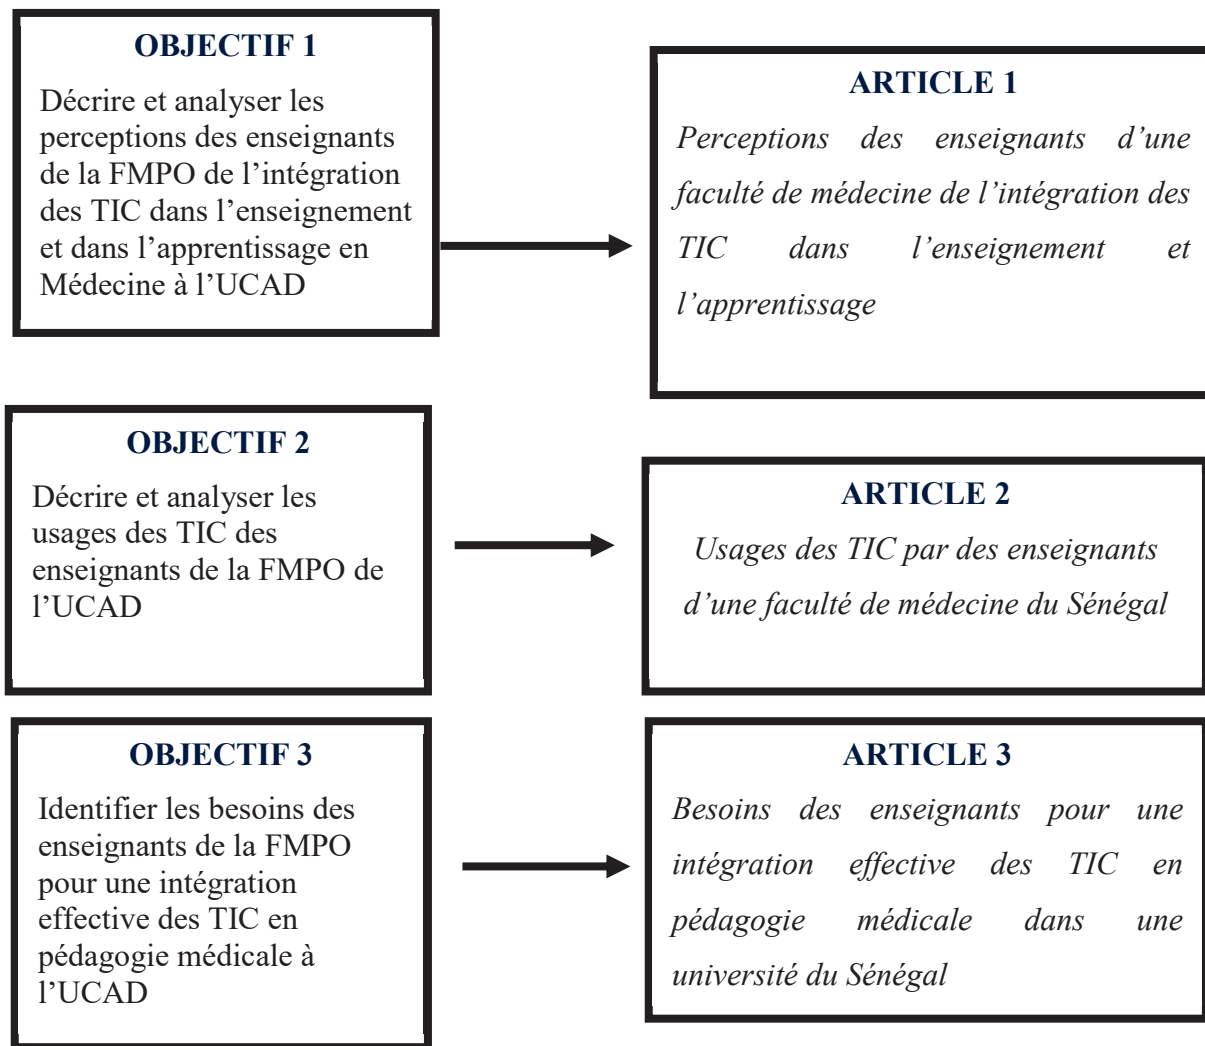 OBJECTIF 1
Décrire et analyser les
perceptions des enseignants
de la FMPO de l’intégration
des TIC dans l’enseignement
et dans l’apprentissage en
Médecine à l’UCAD
ARTICLE 1
Perceptions des enseignants d’une
faculté de médecine de l’intégration des
TIC dans l’enseignement et
l’apprentissage
OBJECTIF 2
Décrire et analyser les
usages des TIC des
enseignants de la FMPO de
l’UCAD
ARTICLE 2
Usages des TIC par des enseignants
d’une faculté de médecine du Sénégal
OBJECTIF 3
Identifier les besoins des
enseignants de la FMPO
pour une intégration
effective des TIC en
pédagogie médicale à
l’UCAD
ARTICLE 3
Besoins des enseignants pour une
intégration effective des TIC en
pédagogie médicale dans une
université du Sénégal